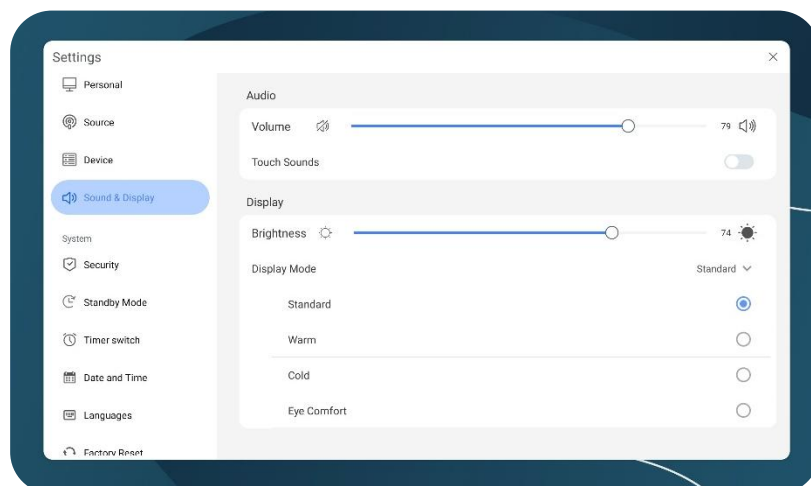 Settings
Personal
Source
Device
Sound & Display
System
Security
Standby Mode
Timer switch
Date and Time
Languages
Factory Reset
Audio
Volume 79
Touch Sounds
Display
Brightness 74
Display Mode Standard
Standard
Warm
Cold
Eye Comfort